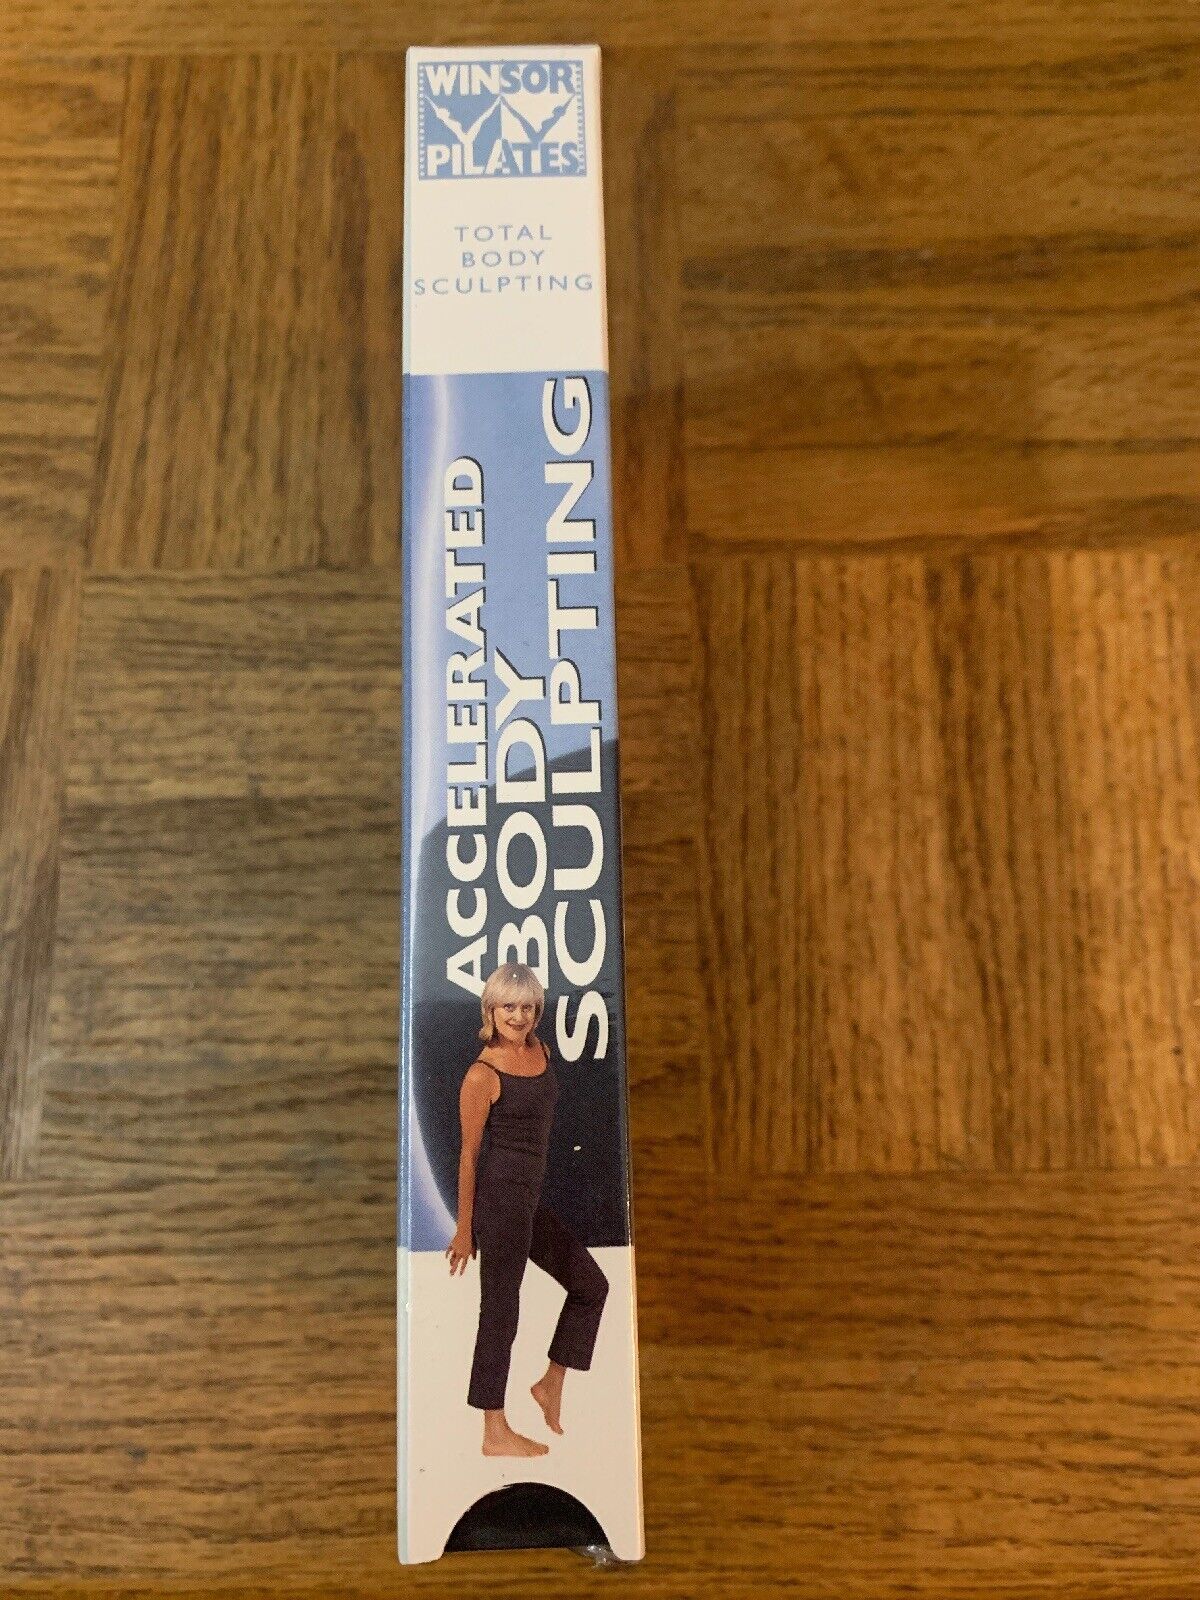 WINSOR
PILATES
TOTAL
BODY
SCULPTING
ACCELERATED
BODY
SCULPTING